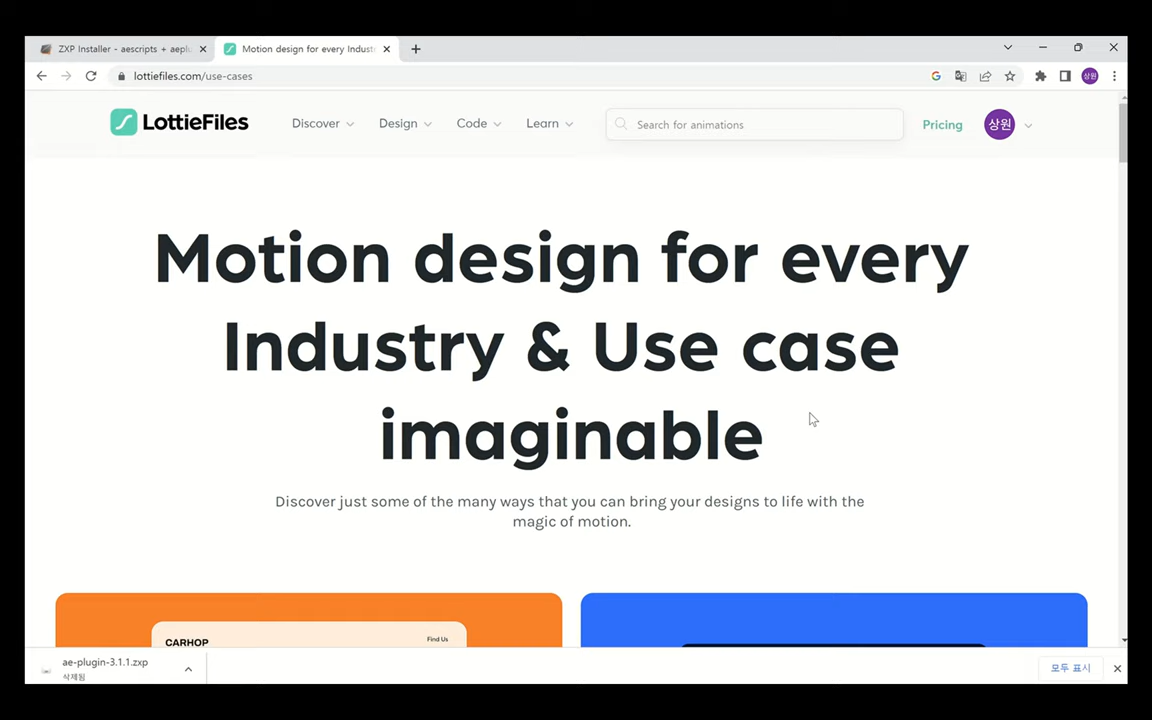 ZXP Installer - aescripts + aeplu
Motion design for every Indust
lottiefiles.com/use-cases
상원
LottieFiles
Discover
Design
Code
Learn
Search for animations
Pricing
상원
Motion design for every
Industry & Use case
imaginable
Discover just some of the many ways that you can bring your designs to life with the
magic of motion.
CARHOP
Find Us
ae-plugin-3.1.1.zxp
삭제됨
모두 표시